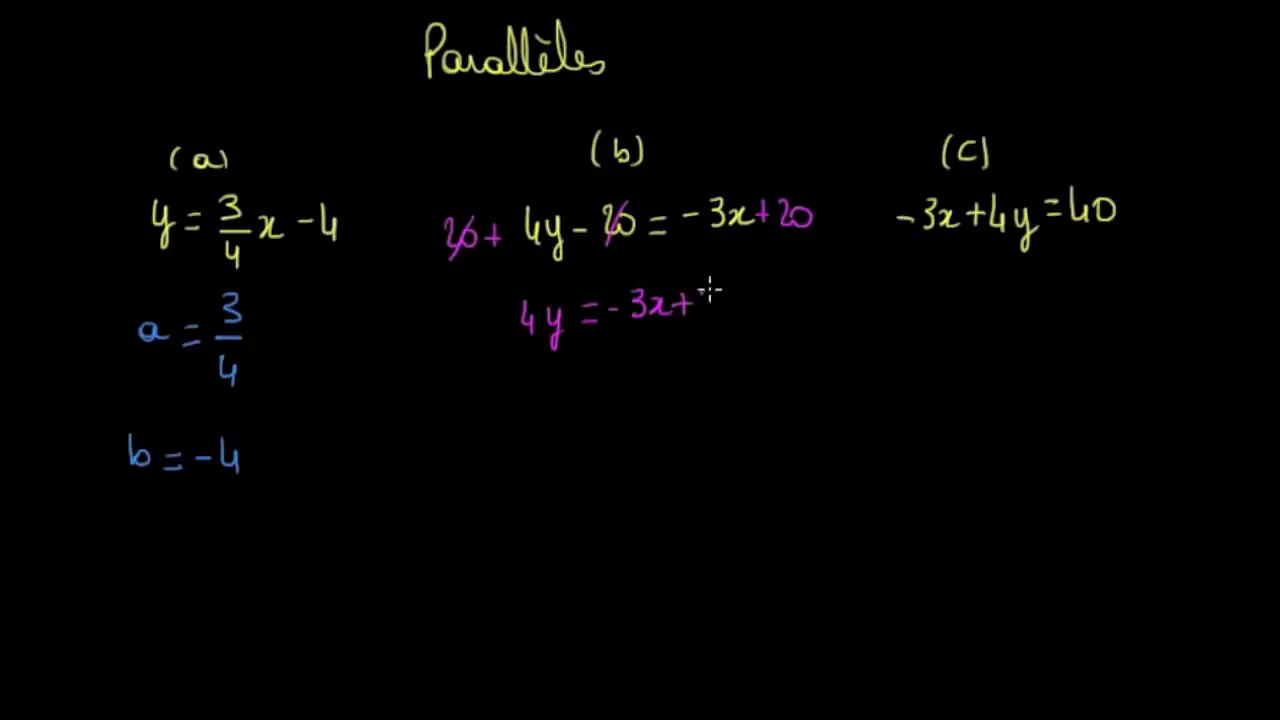 Parallèles
(a)
(b)
(c)
y = 3/4 x - 4
20 + 4y - 20 = - 3x + 20
- 3x + 4y = 40
a = 3/4
4y = - 3x +
b = - 4